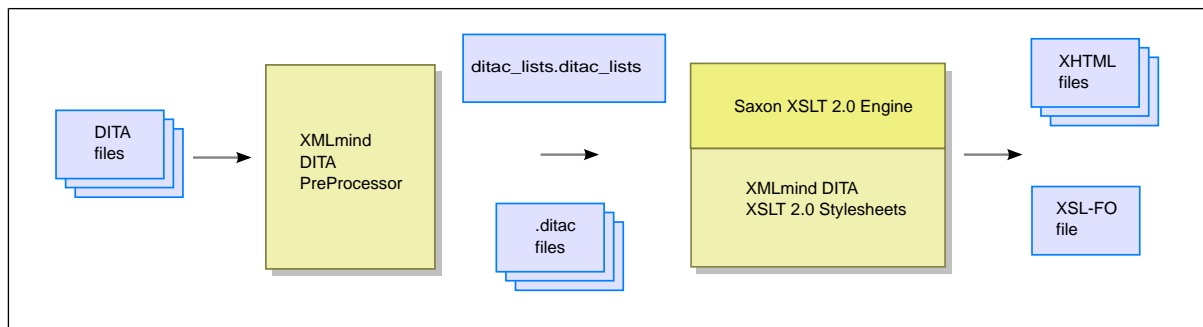 DITA
files
XMLmind
DITA
PreProcessor
ditac_lists.ditac_lists
.ditac
files
Saxon XSLT 2.0 Engine
XMLmind DITA
XSLT 2.0 Stylesheets
XHTML
files
XSL-FO
file